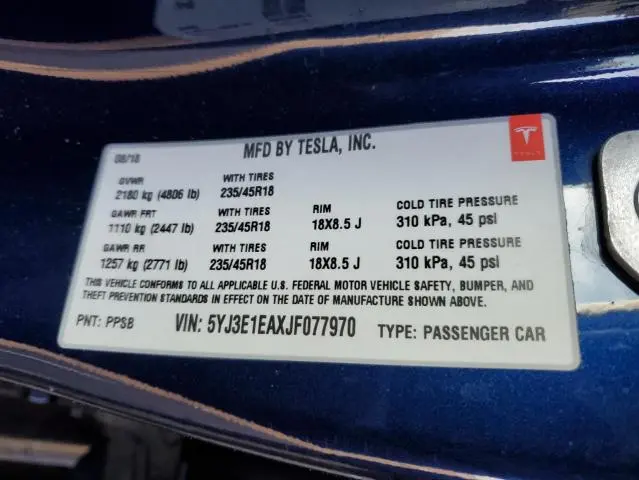 08/18 MFD BY TESLA, INC.
TESLA
GVWR WITH TIRES
2180 kg (4806 lb) 235/45R18
GAWR FRT WITH TIRES RIM COLD TIRE PRESSURE
1110 kg (2447 lb) 235/45R18 18X8.5 J 310 kPa, 45 psi
GAWR RR WITH TIRES RIM COLD TIRE PRESSURE
1257 kg (2771 lb) 235/45R18 18X8.5 J 310 kPa, 45 psi
THIS VEHICLE CONFORMS TO ALL APPLICABLE U.S. FEDERAL MOTOR VEHICLE SAFETY, BUMPER, AND
THEFT PREVENTION STANDARDS IN EFFECT ON THE DATE OF MANUFACTURE SHOWN ABOVE.
PNT: PPSB VIN: 5YJ3E1EAXJF077970 TYPE: PASSENGER CAR